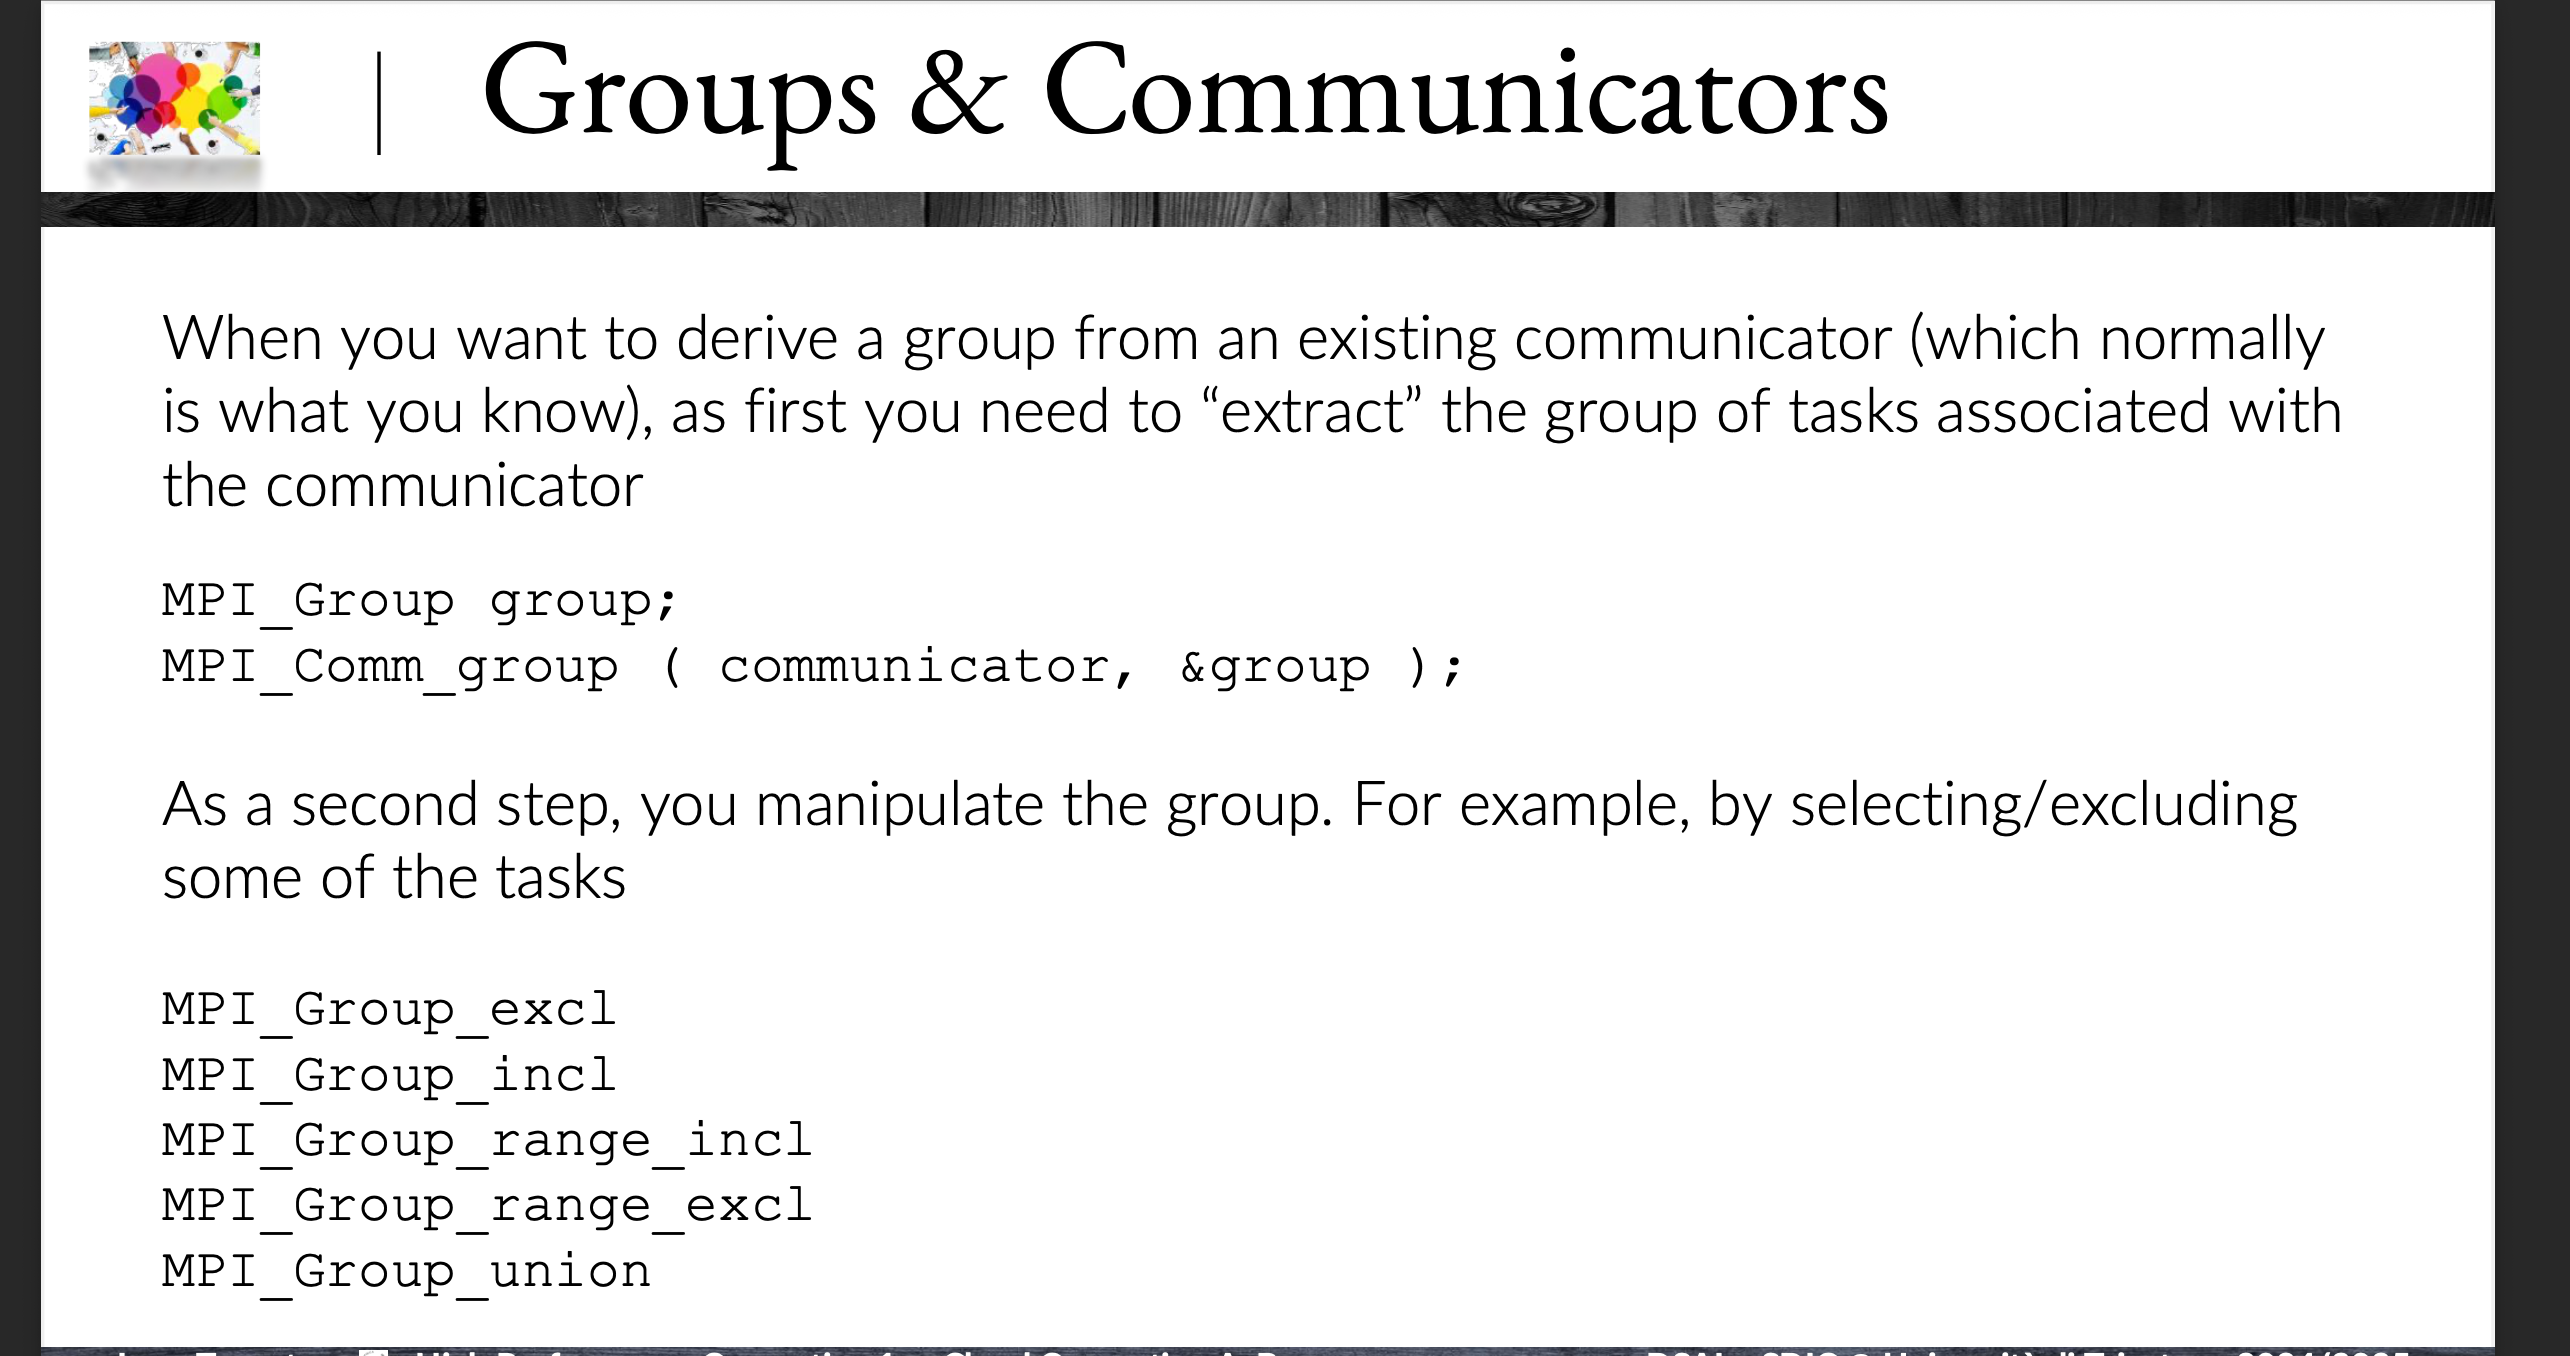 Groups & Communicators
When you want to derive a group from an existing communicator (which normally
is what you know), as first you need to “extract” the group of tasks associated with
the communicator
MPI_Group group;
MPI_Comm_group ( communicator, &group );
As a second step, you manipulate the group. For example, by selecting/excluding
some of the tasks
MPI_Group_excl
MPI_Group_incl
MPI_Group_range_incl
MPI_Group_range_excl
MPI_Group_union